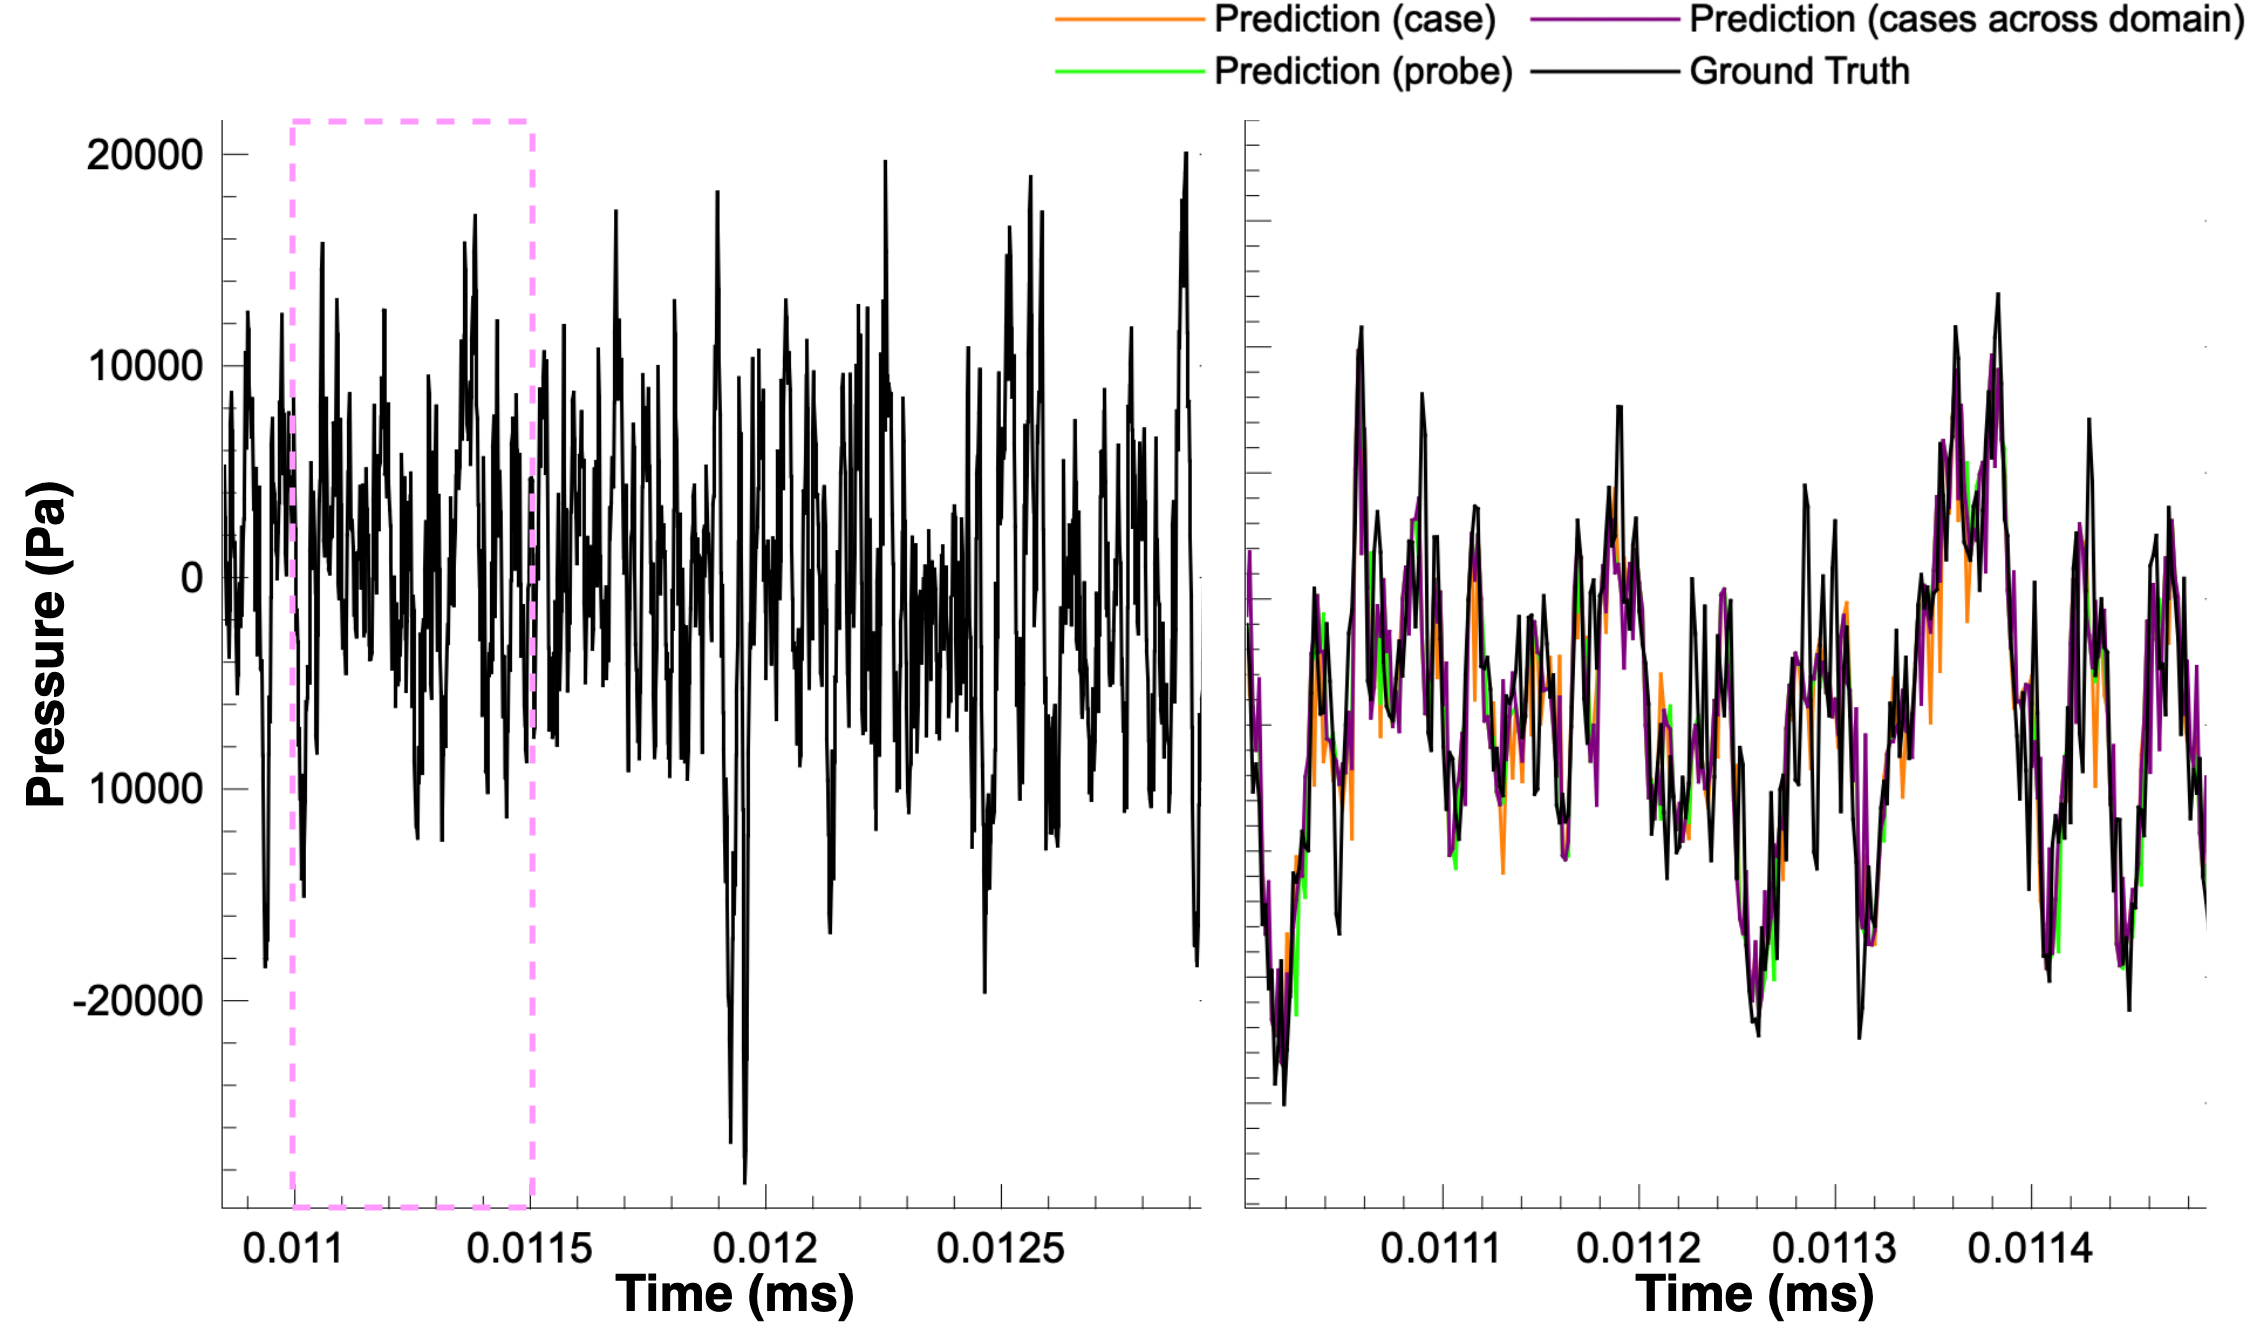 Prediction (case) Prediction (cases across domain)
Prediction (probe) Ground Truth
20000
10000
0
10000
-20000
Pressure (Pa)
0.011 0.0115 0.012 0.0125
Time (ms)
0.0111 0.0112 0.0113 0.0114
Time (ms)